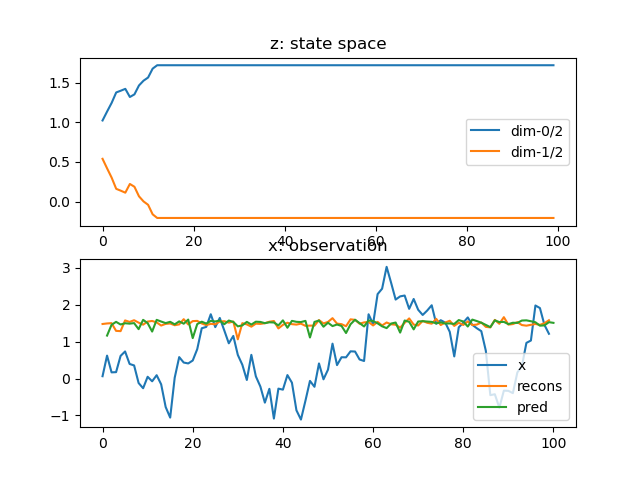 z: state space
1.5
1.0
0.5
0.0
dim-0/2
dim-1/2
0 20 40 60 80 100
x: observation
3
2
1
0
−1
x
recons
pred
0 20 40 60 80 100